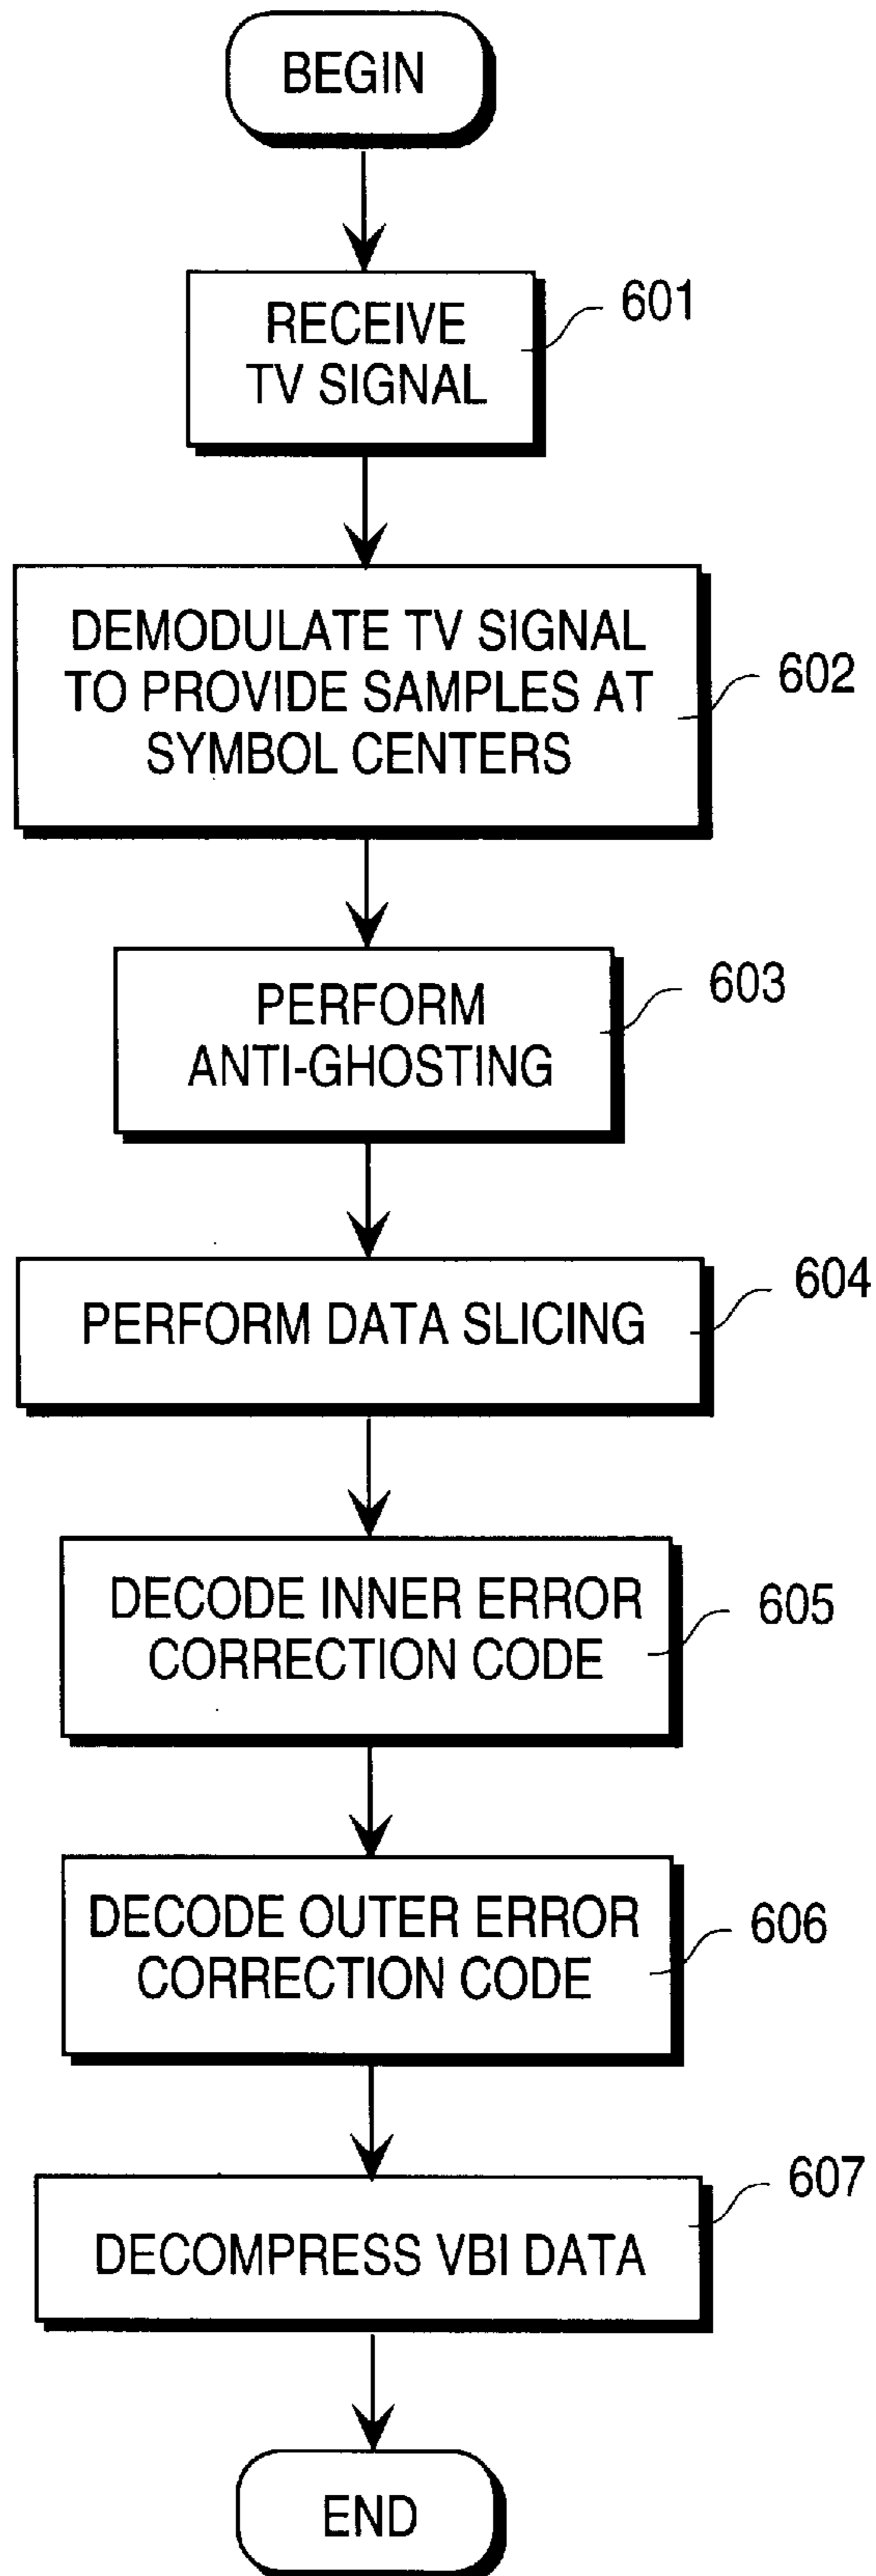 BEGIN
RECEIVE
TV SIGNAL
601
DEMODULATE TV SIGNAL
TO PROVIDE SAMPLES AT
SYMBOL CENTERS
602
PERFORM
ANTI-GHOSTING
603
PERFORM DATA SLICING
604
DECODE INNER ERROR
CORRECTION CODE
605
DECODE OUTER ERROR
CORRECTION CODE
606
DECOMPRESS VBI DATA
607
END